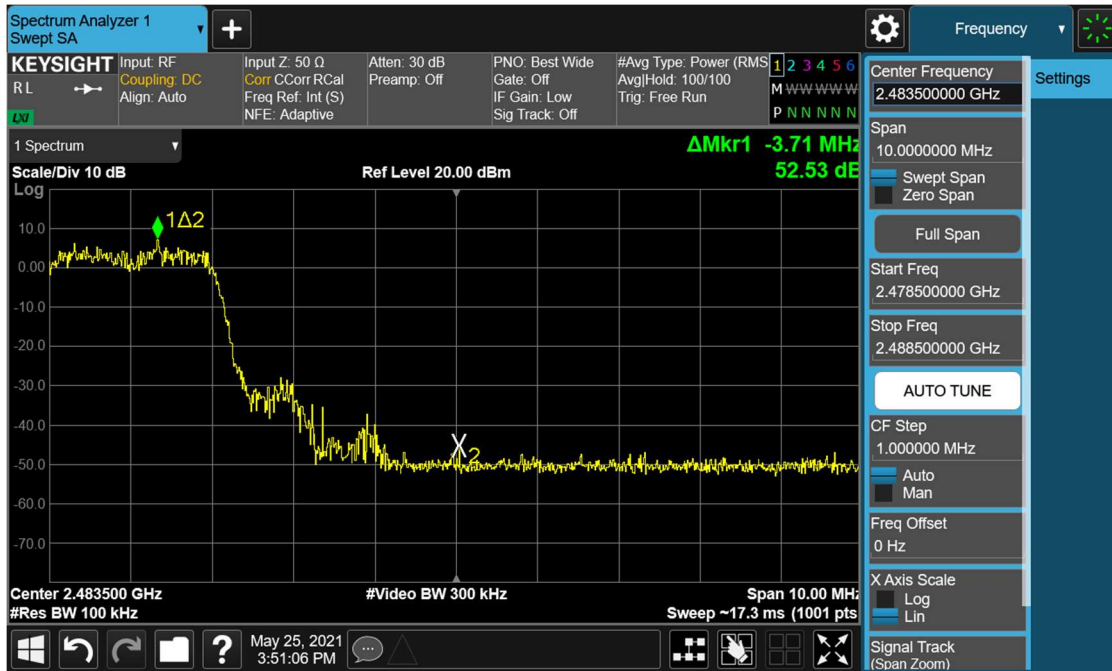 Spectrum Analyzer 1
Swept SA
+
Frequency
KEYSIGHT
RL
LXI
Input: RF
Coupling: DC
Align: Auto
Input Z: 50 Ω
Corr CCorr RCal
Freq Ref: Int (S)
NFE: Adaptive
Atten: 30 dB
Preamp: Off
PNO: Best Wide
Gate: Off
IF Gain: Low
Sig Track: Off
#Avg Type: Power (RMS
Avg|Hold: 100/100
Trig: Free Run
1 2 3 4 5 6
M W W W W W
P N N N N N
1 Spectrum
Scale/Div 10 dB
Ref Level 20.00 dBm
ΔMkr1 -3.71 MHz
52.53 dB
Log
10.0
0.00
-10.0
-20.0
-30.0
-40.0
-50.0
-60.0
-70.0
1Δ2
X2
Center 2.483500 GHz
#Video BW 300 kHz
Span 10.00 MHz
#Res BW 100 kHz
Sweep ~17.3 ms (1001 pts
?
May 25, 2021
3:51:06 PM
Center Frequency
2.483500000 GHz
Settings
Span
10.0000000 MHz
Swept Span
Zero Span
Full Span
Start Freq
2.478500000 GHz
Stop Freq
2.488500000 GHz
AUTO TUNE
CF Step
1.000000 MHz
Auto
Man
Freq Offset
0 Hz
X Axis Scale
Log
Lin
Signal Track
(Span Zoom)